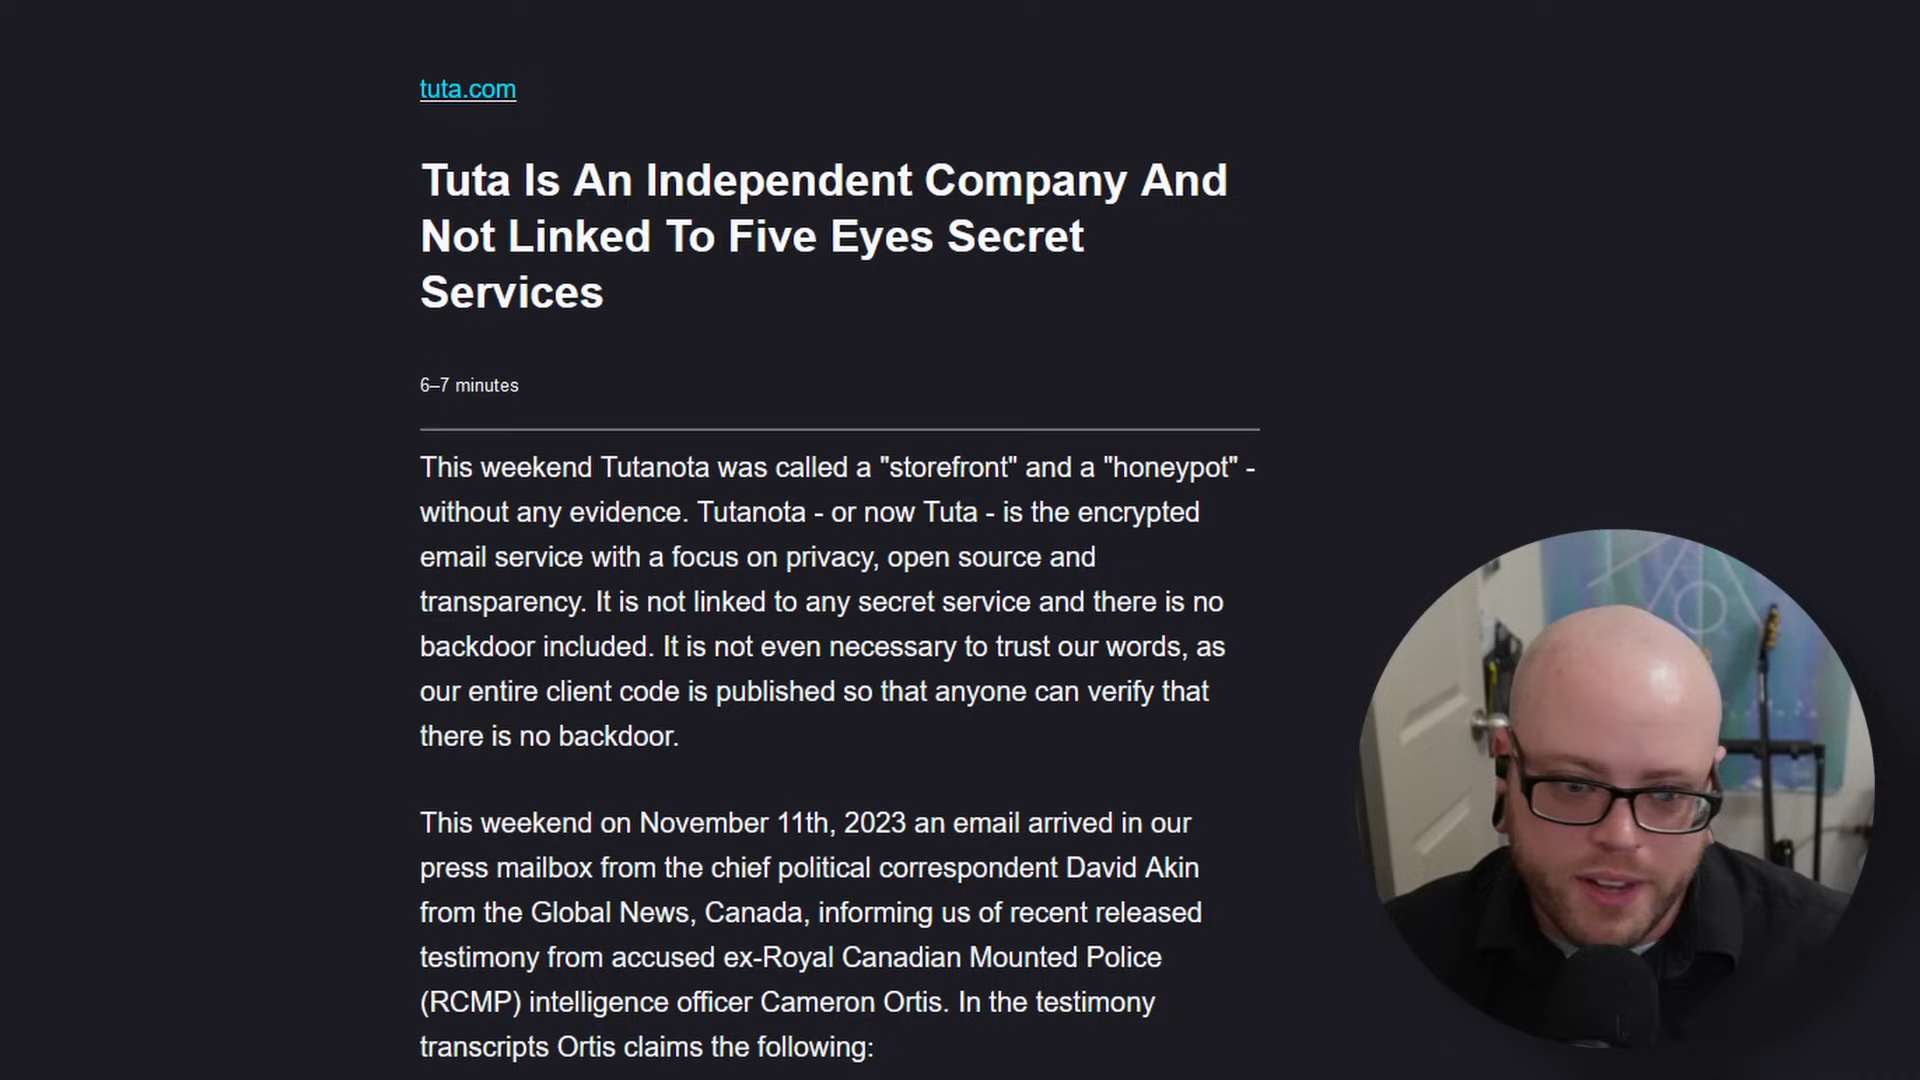 tuta.com
Tuta Is An Independent Company And
Not Linked To Five Eyes Secret
Services
6–7 minutes
This weekend Tutanota was called a "storefront" and a "honeypot" -
without any evidence. Tutanota - or now Tuta - is the encrypted
email service with a focus on privacy, open source and
transparency. It is not linked to any secret service and there is no
backdoor included. It is not even necessary to trust our words, as
our entire client code is published so that anyone can verify that
there is no backdoor.
This weekend on November 11th, 2023 an email arrived in our
press mailbox from the chief political correspondent David Akin
from the Global News, Canada, informing us of recent released
testimony from accused ex-Royal Canadian Mounted Police
(RCMP) intelligence officer Cameron Ortis. In the testimony
transcripts Ortis claims the following: